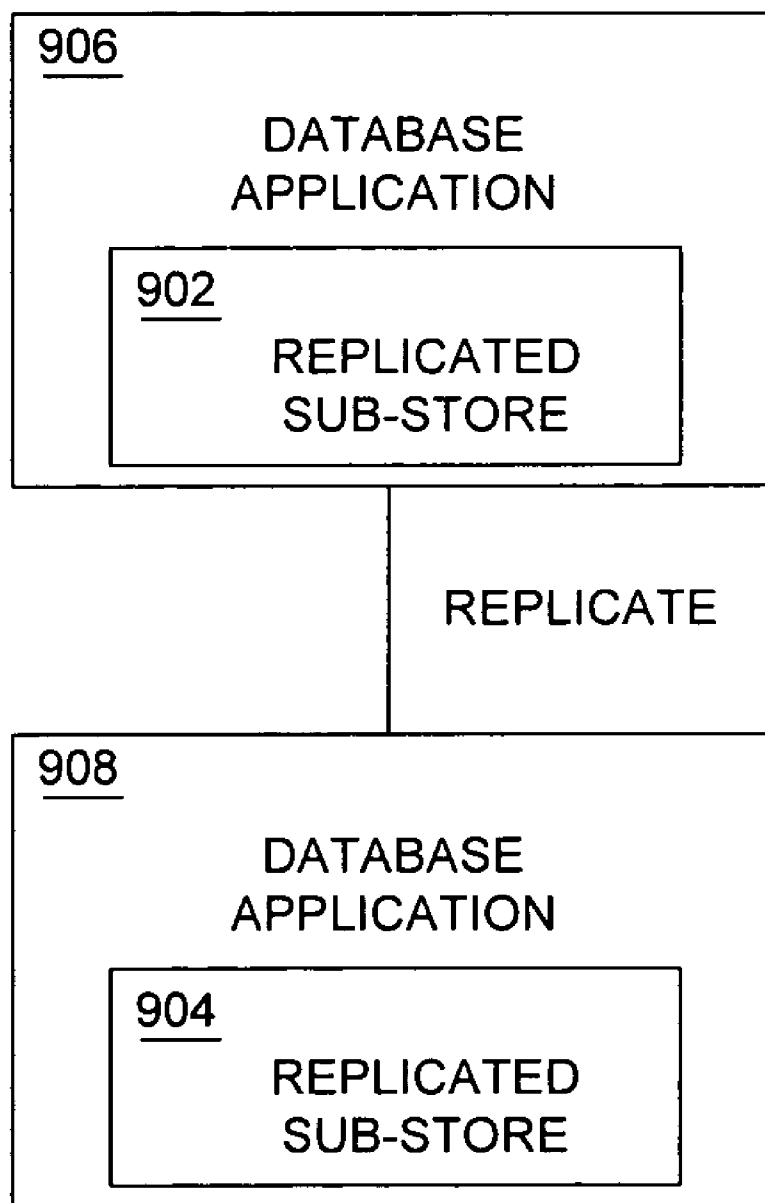 906
DATABASE
APPLICATION
902
REPLICATED
SUB-STORE
REPLICATE
908
DATABASE
APPLICATION
904
REPLICATED
SUB-STORE